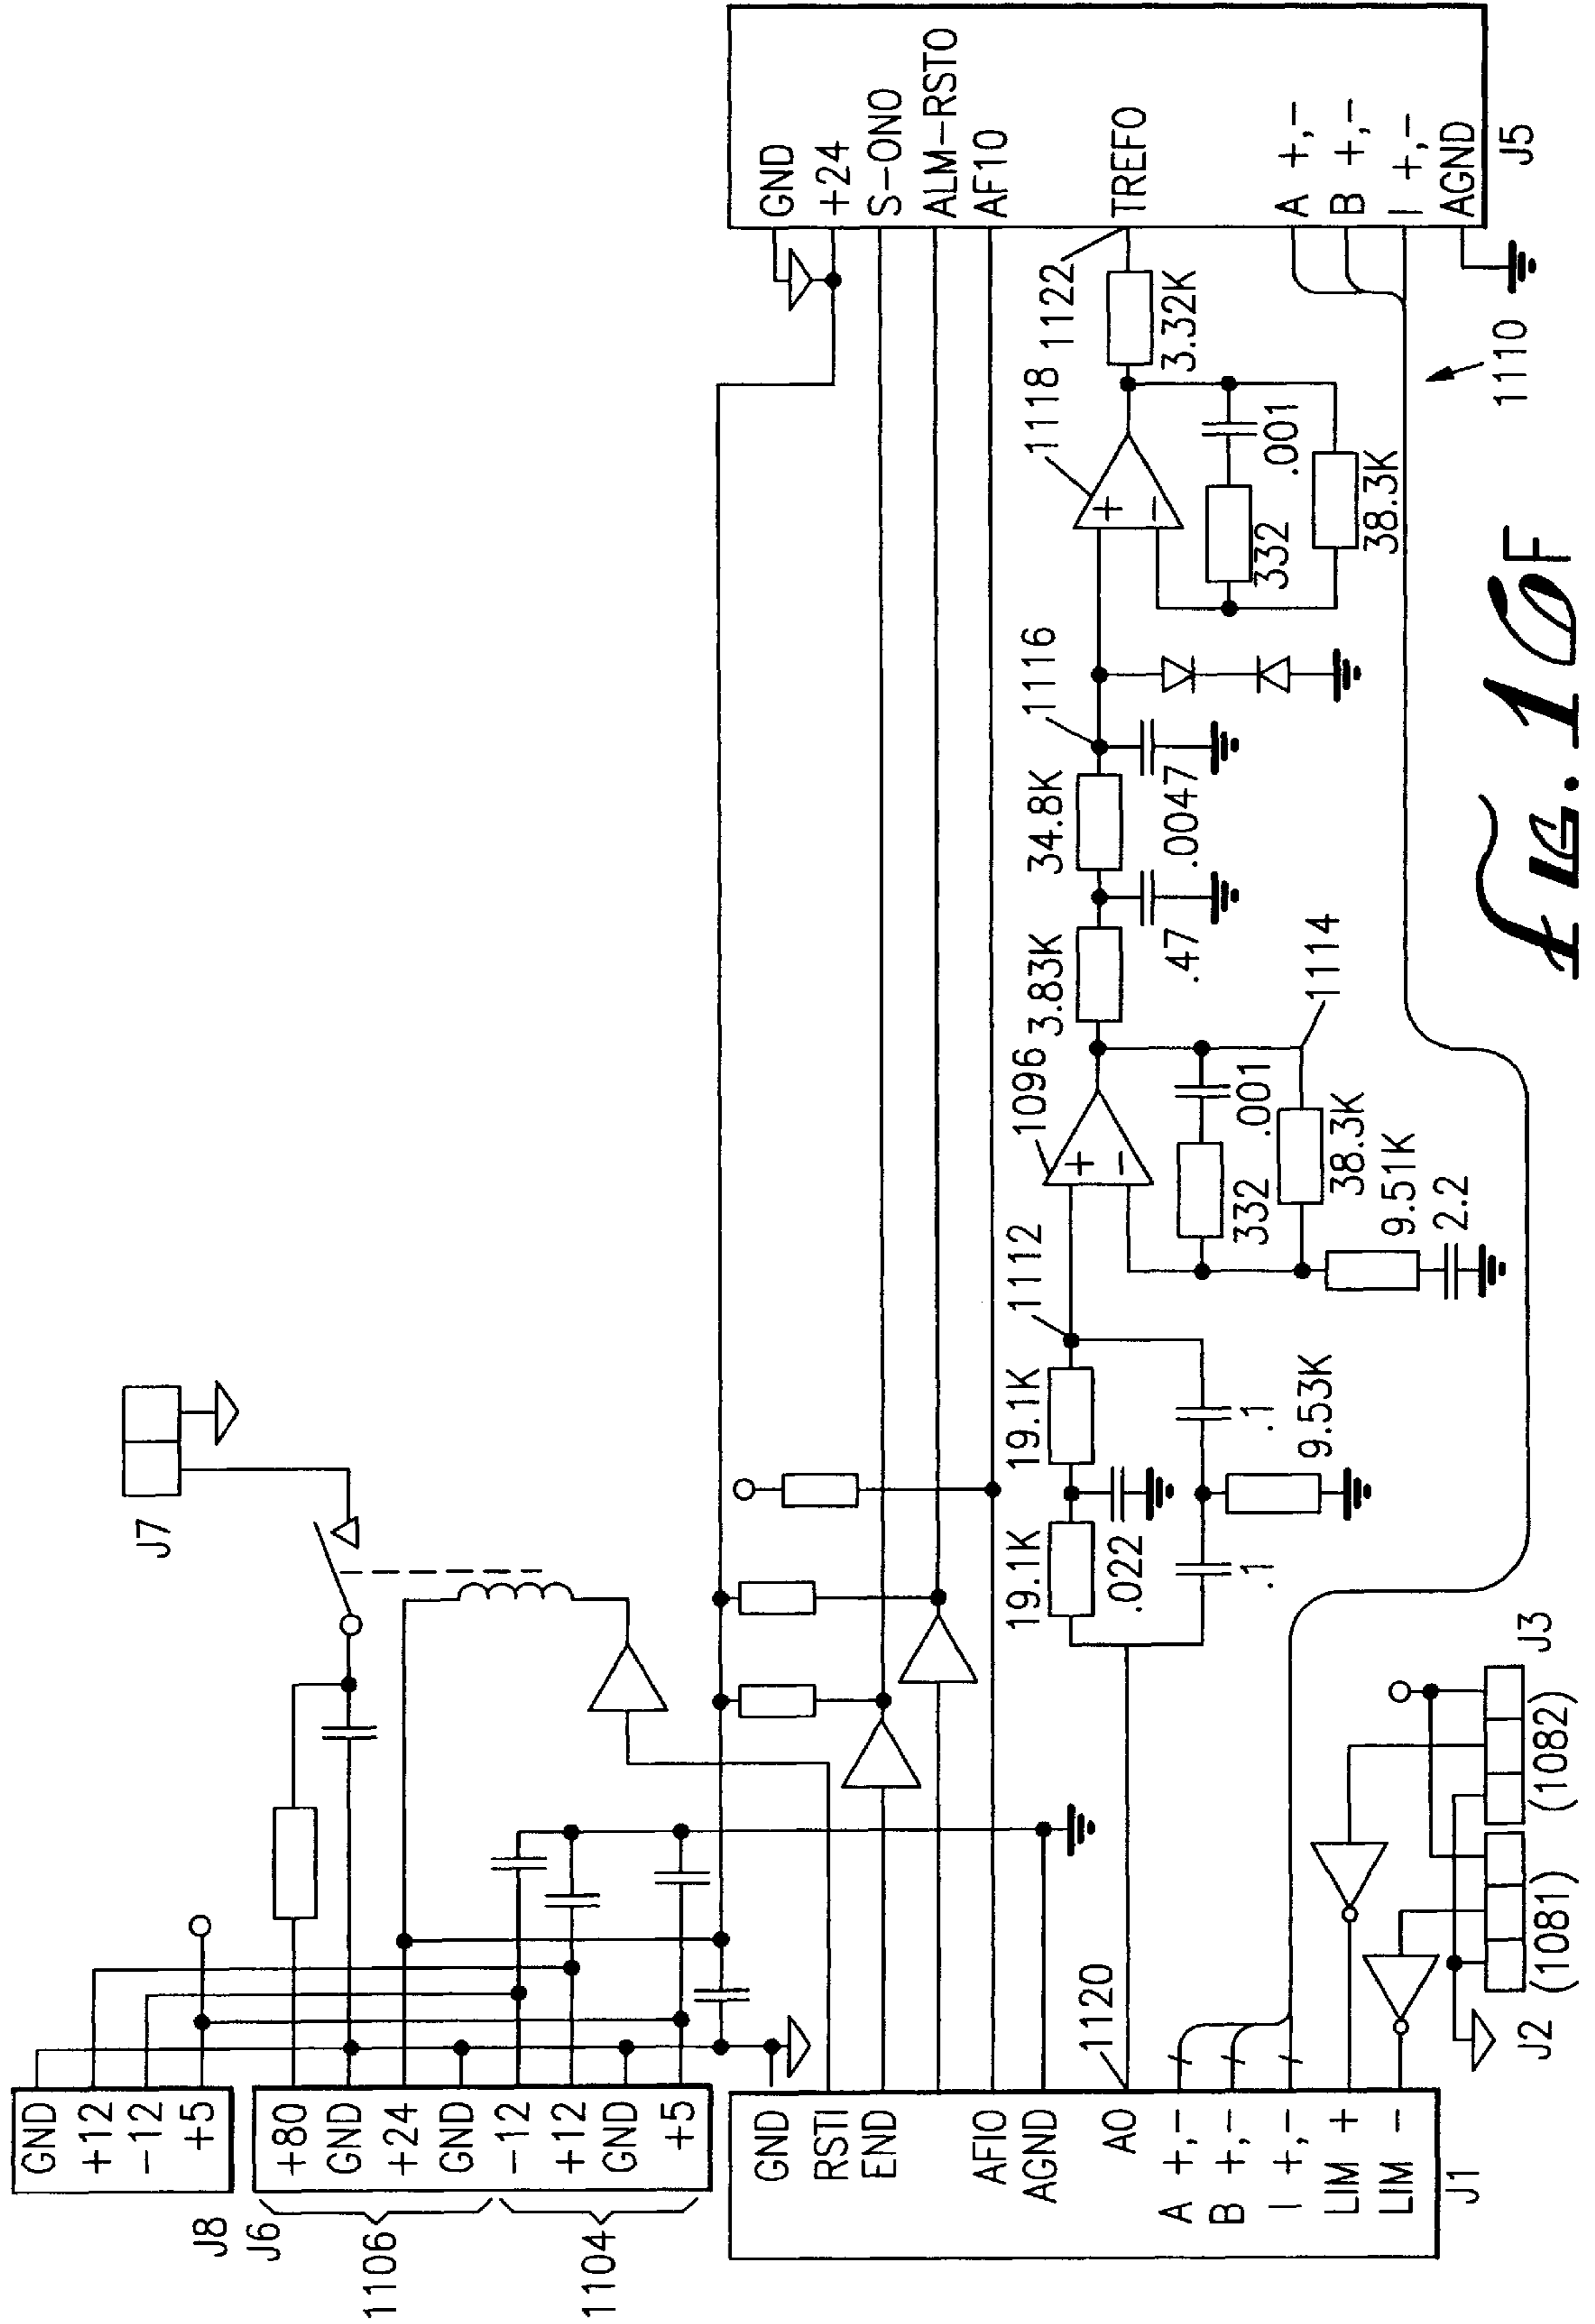 J7
GND
+12
-12
+5
J8
+80
GND
+24
GND
-12
+12
GND
+5
J6
1106
1104
GND
RSTI
END
AFIO
AGND
AO
A +,-
B +,-
I +,-
LIM +
LIM -
J1
1120
J2
(1081)
J3
(1082)
19.1K
19.1K
.022
.1
.1
9.53K
1112
1096
332
.001
38.3K
9.51K
2.2
1114
3.83K
34.8K
.47
.0047
1116
1118
332
.001
38.3K
1122
3.32K
1110
GND
+24
S-ONO
ALM-RSTO
AF10
TREFO
A +,-
B +,-
I +,-
AGND
J5
FIG. 16F